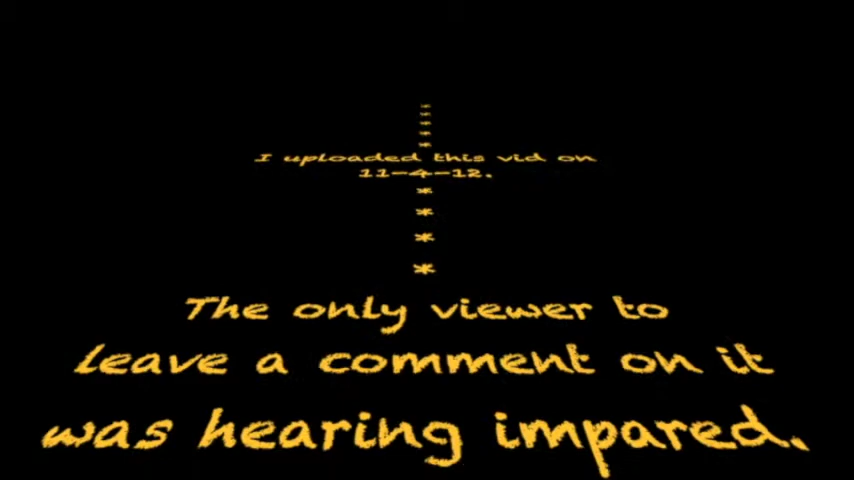 *
*
*
*
*
I uploaded this vid on
11-4-12.
*
*
*
*
The only viewer to
leave a comment on it
was hearing impared,